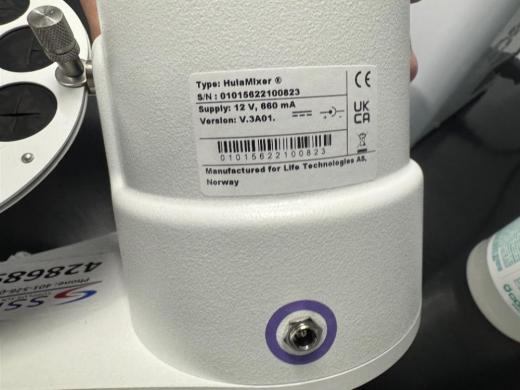 Type: HulaMixer ®
S/N : 01015622100823
Supply: 12 V, 660 mA
Version: V.3A01.
CE
UK
CA
01015622100823
Manufactured for Life Technologies AS,
Norway